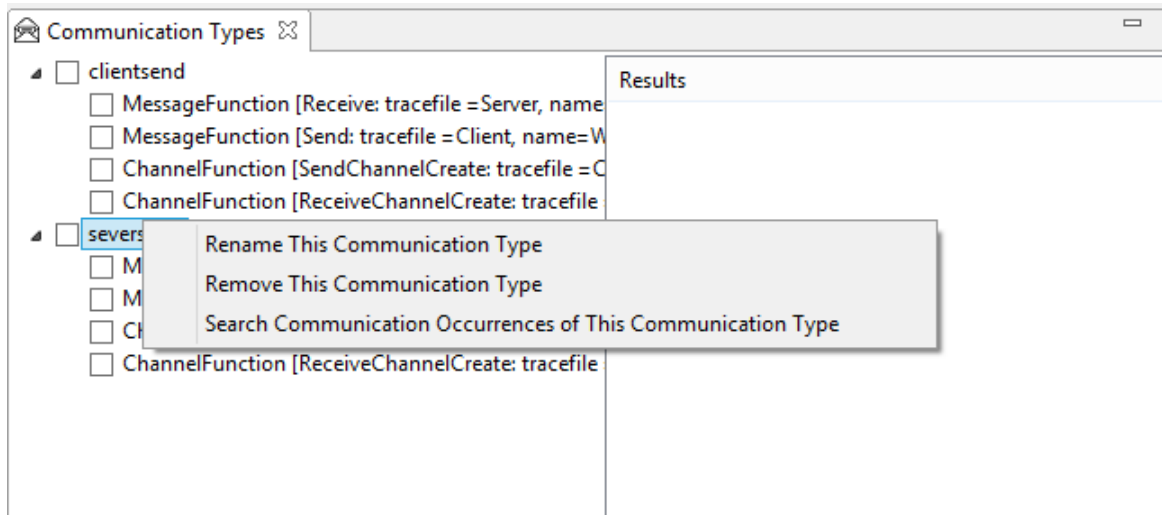 Communication Types
clientsend
Results
MessageFunction [Receive: tracefile =Server, name
MessageFunction [Send: tracefile =Client, name=W
ChannelFunction [SendChannelCreate: tracefile =C
ChannelFunction [ReceiveChannelCreate: tracefile
severs
Rename This Communication Type
M
Remove This Communication Type
M
Search Communication Occurrences of This Communication Type
Ch
ChannelFunction [ReceiveChannelCreate: tracefile